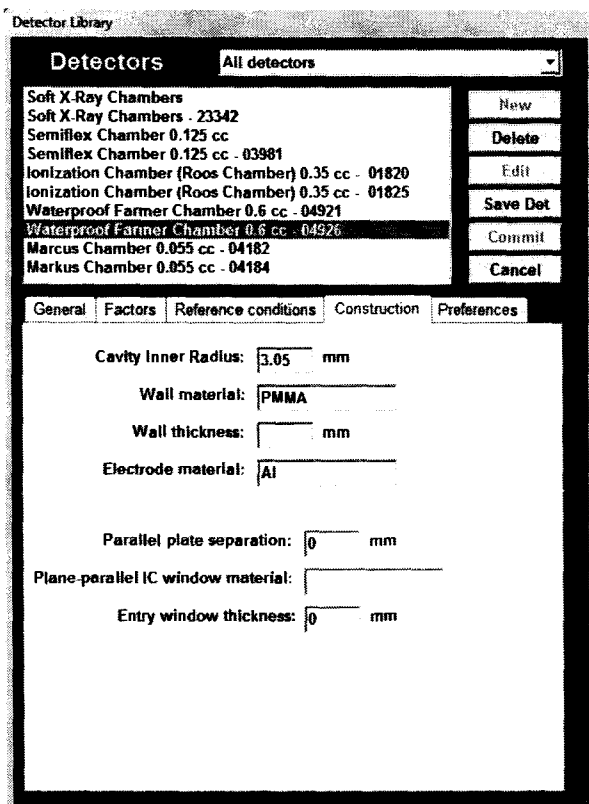 Detector Library
Detectors
All detectors
Soft X-Ray Chambers
Soft X-Ray Chambers - 23342
Semiflex Chamber 0.125 cc
Semiflex Chamber 0.125 cc - 03981
Ionization Chamber (Roos Chamber) 0.35 cc - 01820
Ionization Chamber (Roos Chamber) 0.35 cc - 01825
Waterproof Farmer Chamber 0.6 cc - 04921
Waterproof Farmer Chamber 0.6 cc - 04926
Marcus Chamber 0.055 cc - 04182
Markus Chamber 0.055 cc - 04184
New
Delete
Edit
Save Det
Commit
Cancel
General Factors Reference conditions Construction Preferences
Cavity Inner Radius: 3.05 mm
Wall material: PMMA
Wall thickness: mm
Electrode material: Al
Parallel plate separation: 0 mm
Plane-parallel IC window material:
Entry window thickness: 0 mm